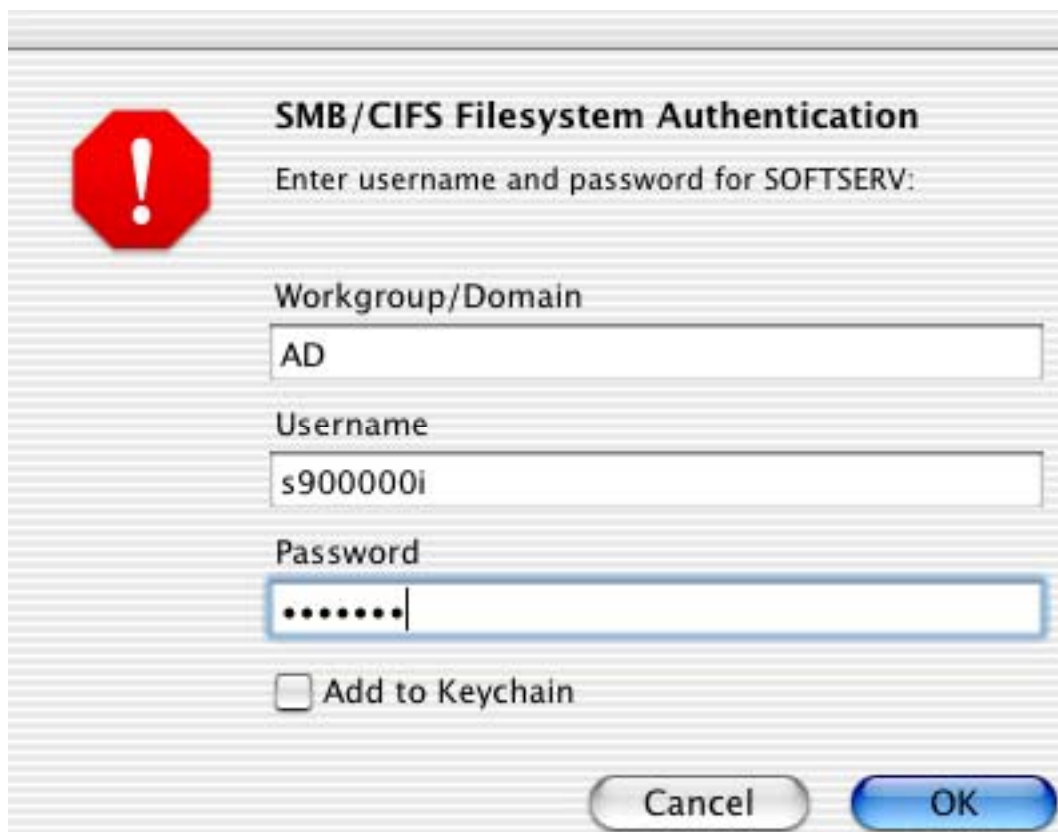 SMB/CIFS Filesystem Authentication
Enter username and password for SOFTSERV:
Workgroup/Domain
AD
Username
s900000i
Password
•••••••
Add to Keychain
Cancel OK